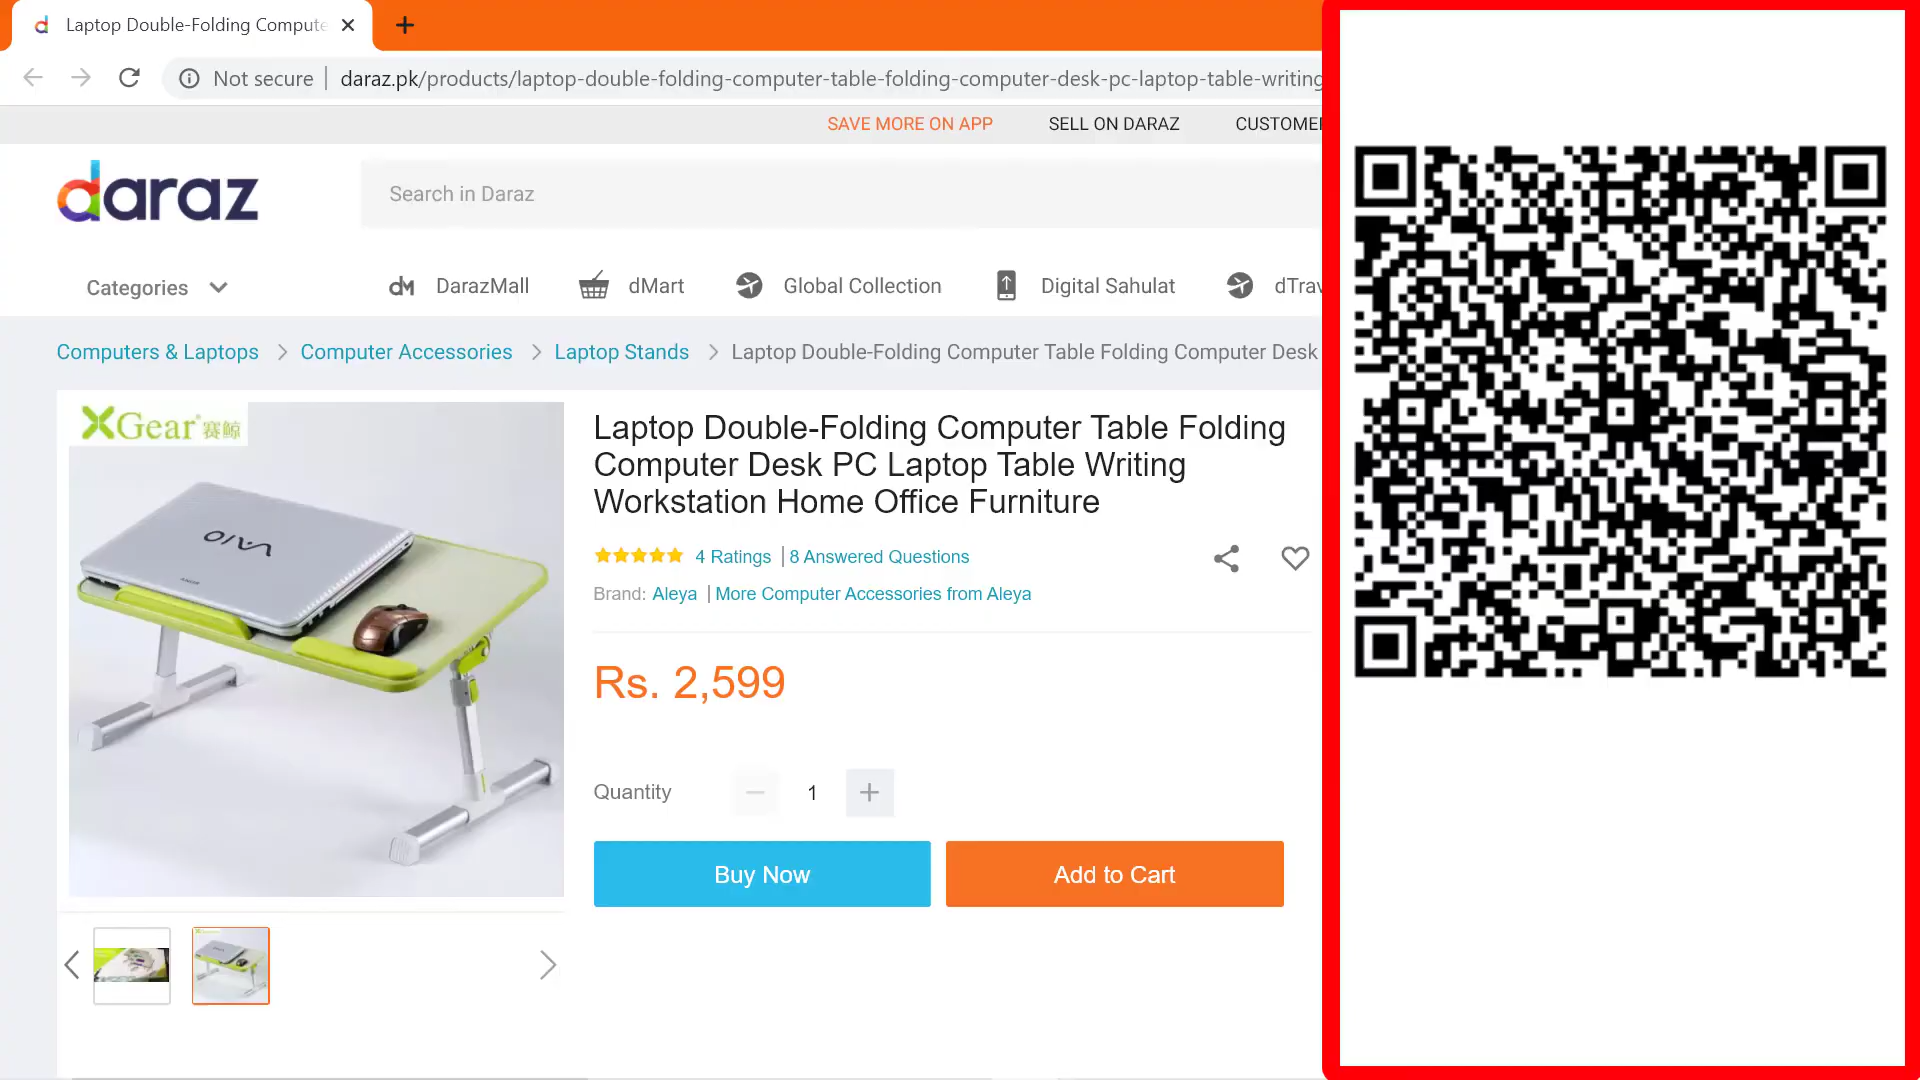 Laptop Double-Folding Compute
Not secure | daraz.pk/products/laptop-double-folding-computer-table-folding-computer-desk-pc-laptop-table-writing
SAVE MORE ON APP SELL ON DARAZ CUSTOMER
daraz
Search in Daraz
Categories dM DarazMall dMart Global Collection Digital Sahulat dTrav
Computers & Laptops > Computer Accessories > Laptop Stands > Laptop Double-Folding Computer Table Folding Computer Desk
XGear® 赛鲸
VAIO
Laptop Double-Folding Computer Table Folding
Computer Desk PC Laptop Table Writing
Workstation Home Office Furniture
4 Ratings | 8 Answered Questions
Brand: Aleya | More Computer Accessories from Aleya
Rs. 2,599
Quantity 1
Buy Now Add to Cart